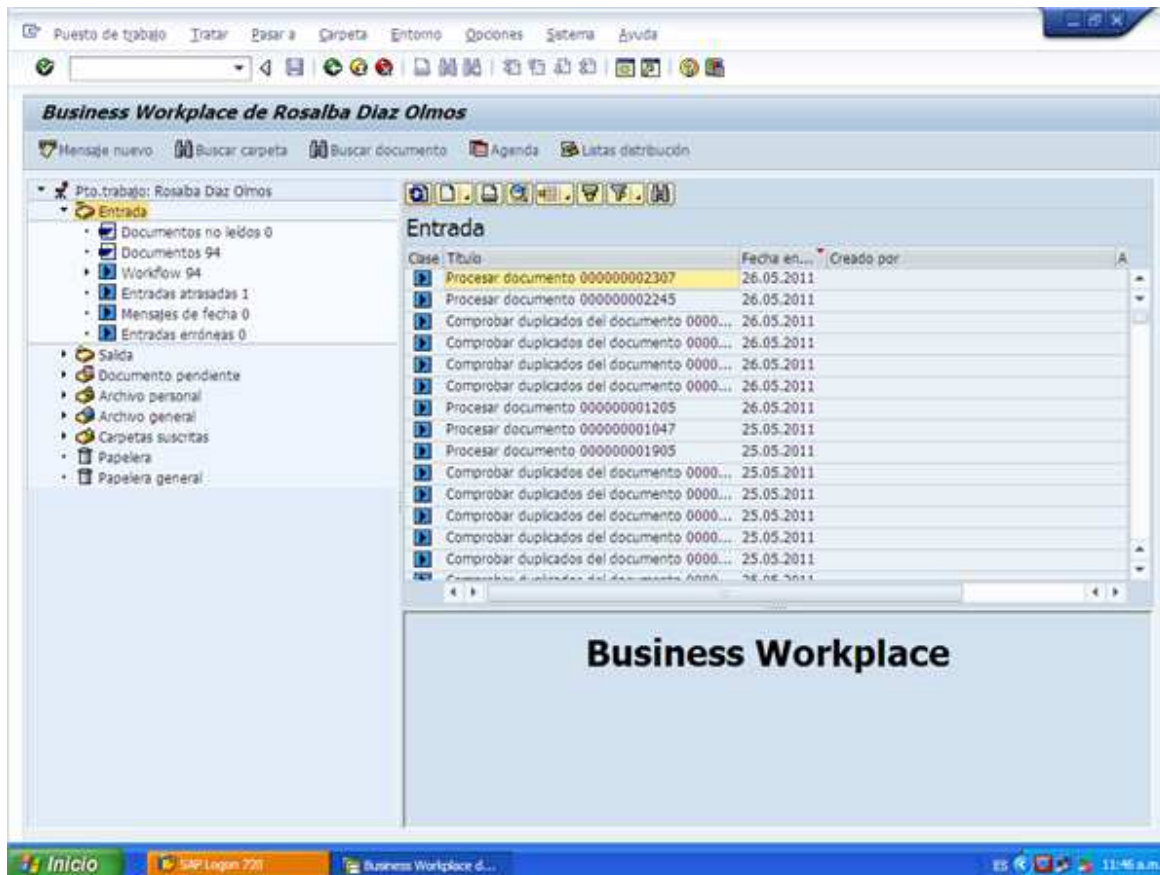 Puesto de trabajo Tratar Pasar a Carpeta Entorno Opciones Sistema Ayuda
Business Workplace de Rosalba Diaz Olmos
Mensaje nuevo Buscar carpeta Buscar documento Agenda Listas distribución
Pto.trabajo: Rosaba Diaz Olmos
Entrada
Documentos no leídos 0
Documentos 94
Workflow 94
Entradas atrasadas 1
Mensajes de fecha 0
Entradas erróneas 0
Salida
Documento pendiente
Archivo personal
Archivo general
Carpetas suscritas
Papelera
Papelera general
Entrada
Clase Título Fecha en... Creado por A
Procesar documento 000000002307 26.05.2011
Procesar documento 000000002245 26.05.2011
Comprobar duplicados del documento 0000... 26.05.2011
Comprobar duplicados del documento 0000... 26.05.2011
Comprobar duplicados del documento 0000... 26.05.2011
Comprobar duplicados del documento 0000... 26.05.2011
Procesar documento 000000001205 26.05.2011
Procesar documento 000000001047 25.05.2011
Procesar documento 000000001905 25.05.2011
Comprobar duplicados del documento 0000... 25.05.2011
Comprobar duplicados del documento 0000... 25.05.2011
Comprobar duplicados del documento 0000... 25.05.2011
Comprobar duplicados del documento 0000... 25.05.2011
Comprobar duplicados del documento 0000... 25.05.2011
Business Workplace
Inicio SAP Logon 720 Business Workplace d... ES 11:46 a.m.